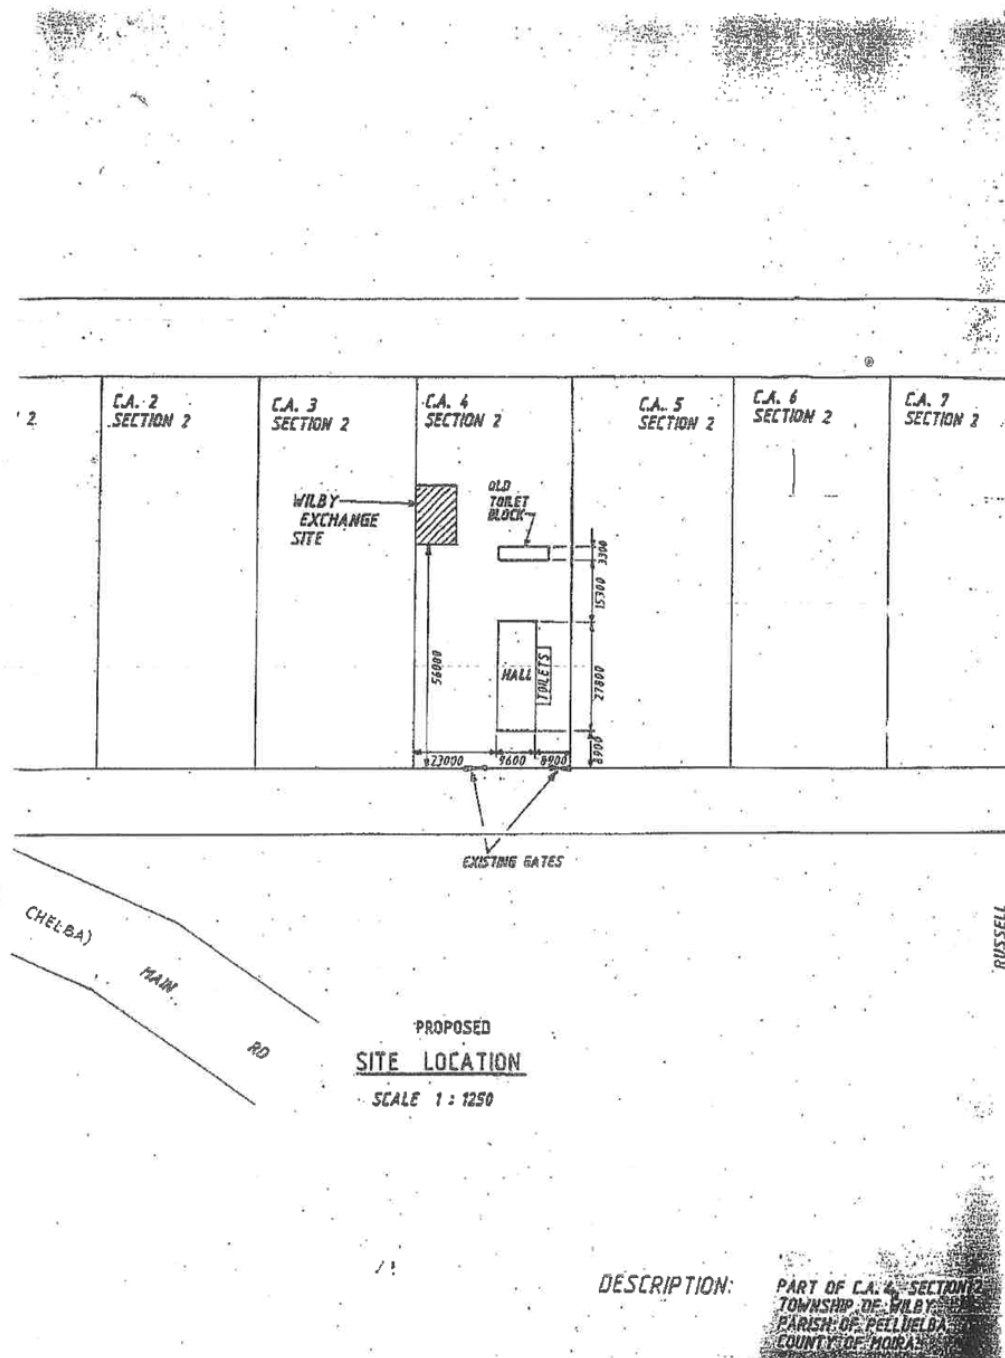 2
C.A. 2
SECTION 2
C.A. 3
SECTION 2
C.A. 4
SECTION 2
C.A. 5
SECTION 2
C.A. 6
SECTION 2
C.A. 7
SECTION 2
WILBY
EXCHANGE
SITE
OLD
TOILET
BLOCK
3300
15300
56000
HALL
TOILETS
27800
8900
23000
9600
8900
EXISTING GATES
CHELBA)
MAIN
RD
RUSSELL
PROPOSED
SITE LOCATION
SCALE 1 : 1250
DESCRIPTION:
PART OF C.A. 4, SECTION 2
TOWNSHIP OF WILBY
PARISH OF PELLUELBA
COUNTY OF MOIRA